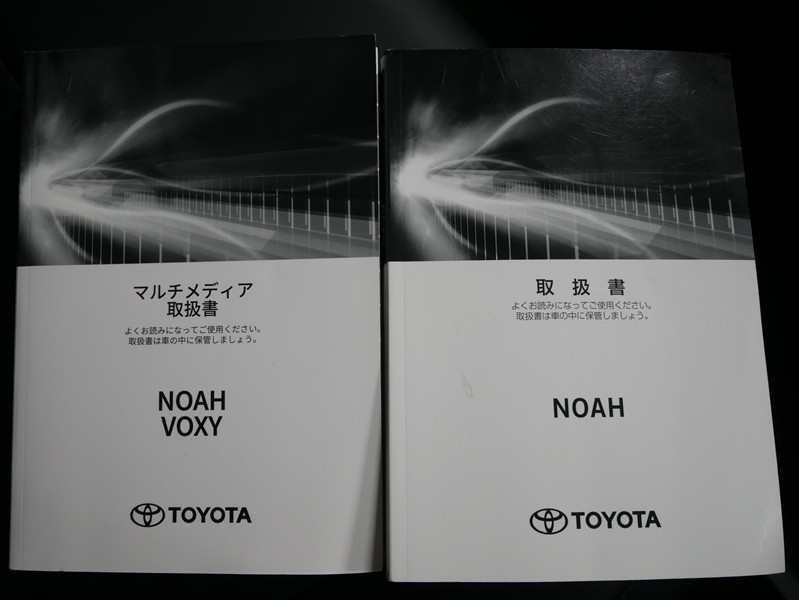 マルチメディア
取扱書
よくお読みになってご使用ください。
取扱書は車の中に保管しましょう。
NOAH
VOXY
TOYOTA
取扱書
よくお読みになってご使用ください。
取扱書は車の中に保管しましょう。
NOAH
TOYOTA